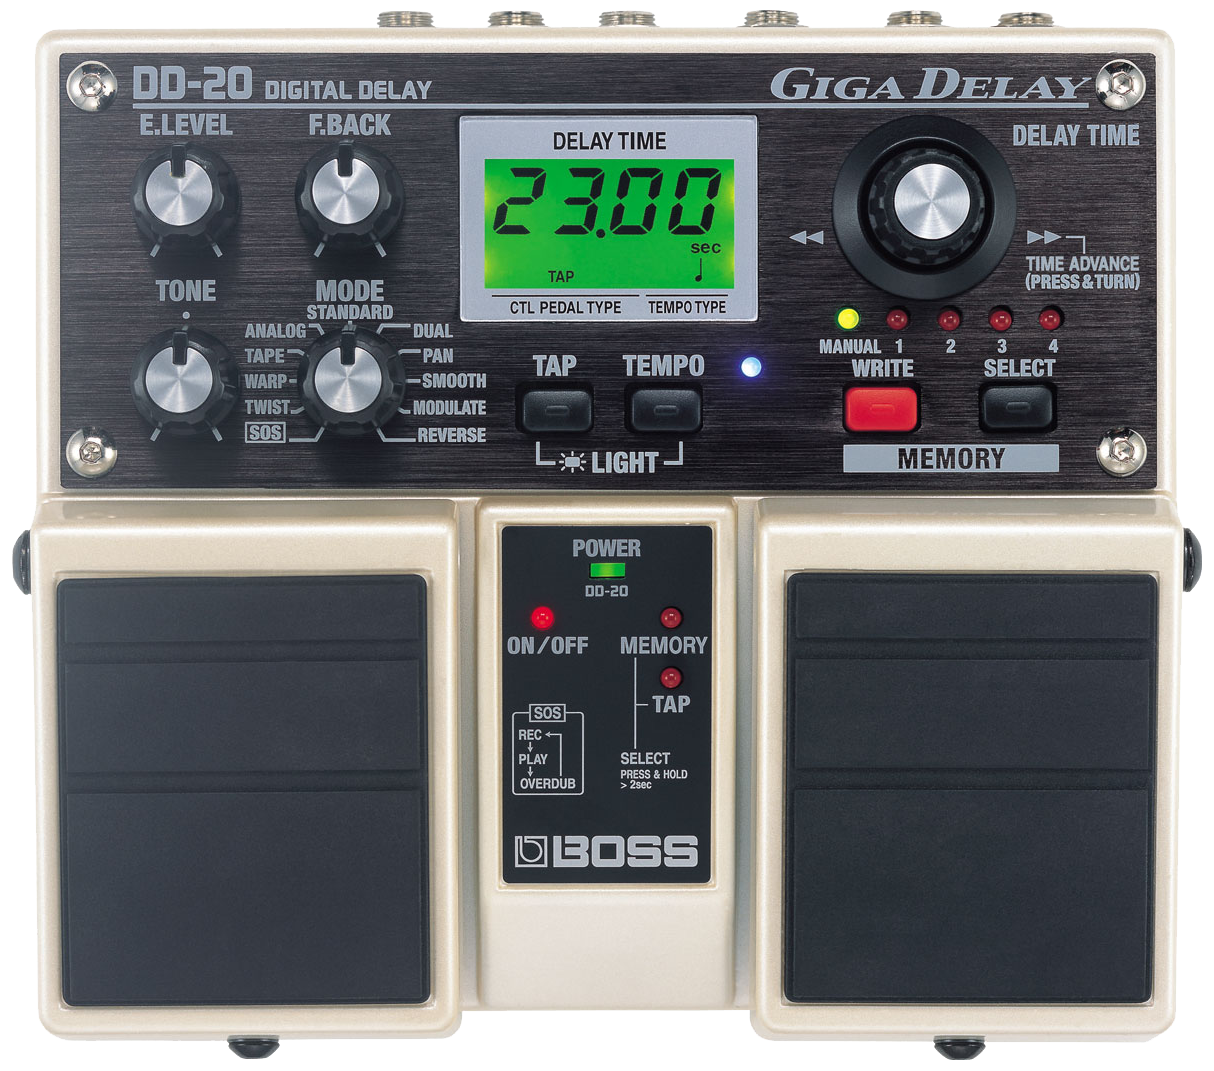 DD-20 DIGITAL DELAY
GIGA DELAY
E.LEVEL
F.BACK
DELAY TIME
23.00
sec
TAP
CTL PEDAL TYPE
TEMPO TYPE
DELAY TIME
TIME ADVANCE
(PRESS & TURN)
TONE
MODE
STANDARD
ANALOG
DUAL
TAPE
PAN
WARP
SMOOTH
TWIST
MODULATE
SOS
REVERSE
TAP
TEMPO
LIGHT
MANUAL 1 2 3 4
WRITE
SELECT
MEMORY
POWER
DD-20
ON/OFF
MEMORY
TAP
SOS
REC
PLAY
OVERDUB
SELECT
PRESS & HOLD
> 2sec
BOSS